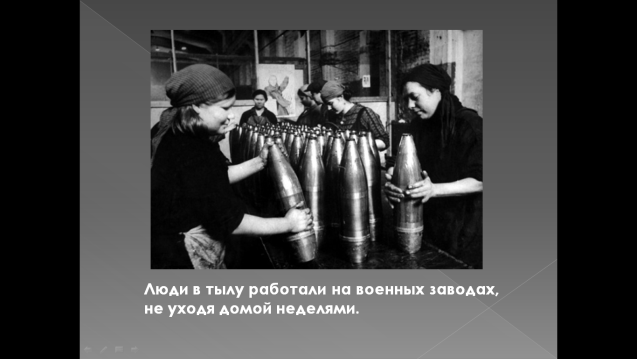 Люди в тылу работали на военных заводах,
не уходя домой неделями.